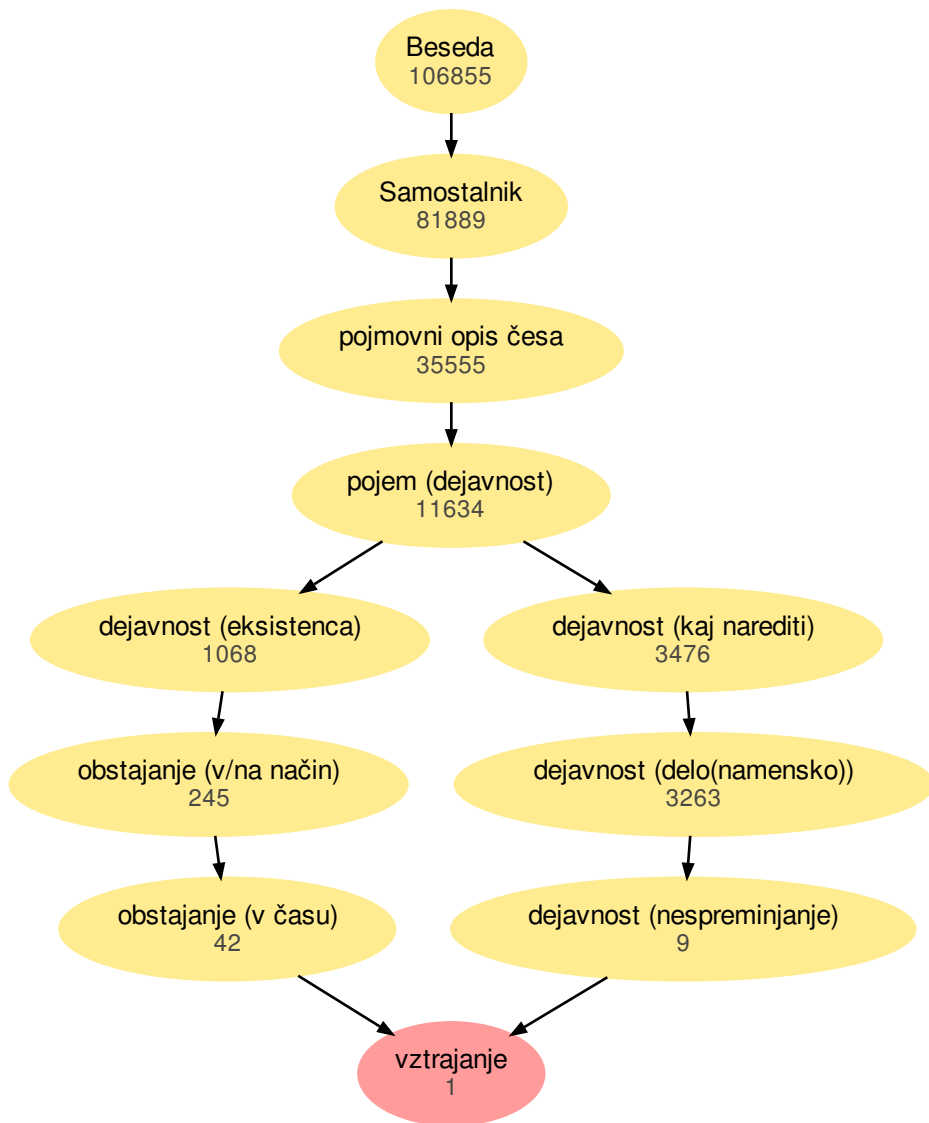 Beseda
106855
Samostalnik
81889
pojmovni opis česa
35555
pojem (dejavnost)
11634
dejavnost (eksistenca)
1068
dejavnost (kaj narediti)
3476
obstajanje (v/na način)
245
dejavnost (delo(namensko))
3263
obstajanje (v času)
42
dejavnost (nespreminjanje)
9
vztrajanje
1